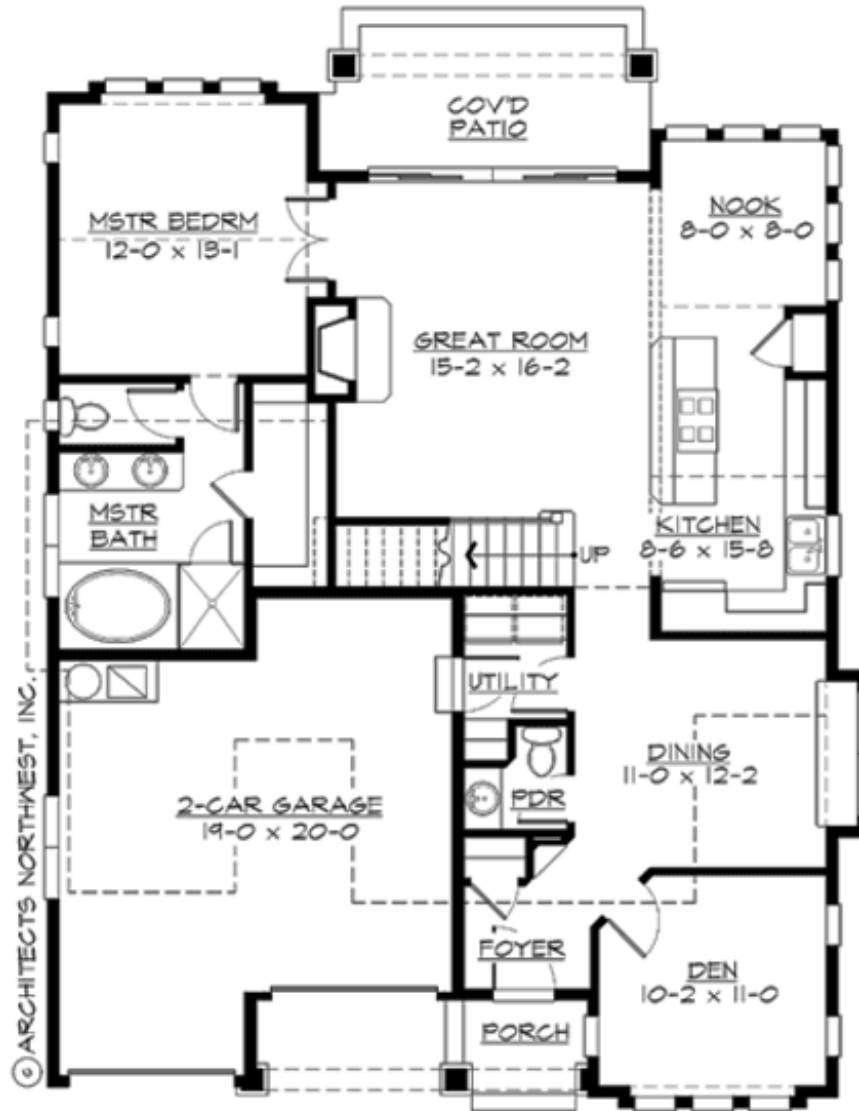 COV'D
PATIO
MSTR BEDRM
12-0 x 13-1
NOOK
8-0 x 8-0
GREAT ROOM
15-2 x 16-2
MSTR
BATH
KITCHEN
8-6 x 15-8
UP
UTILITY
DINING
11-0 x 12-2
PDR
2-CAR GARAGE
19-0 x 20-0
FOYER
DEN
10-2 x 11-0
PORCH
© ARCHITECTS NORTHWEST, INC.